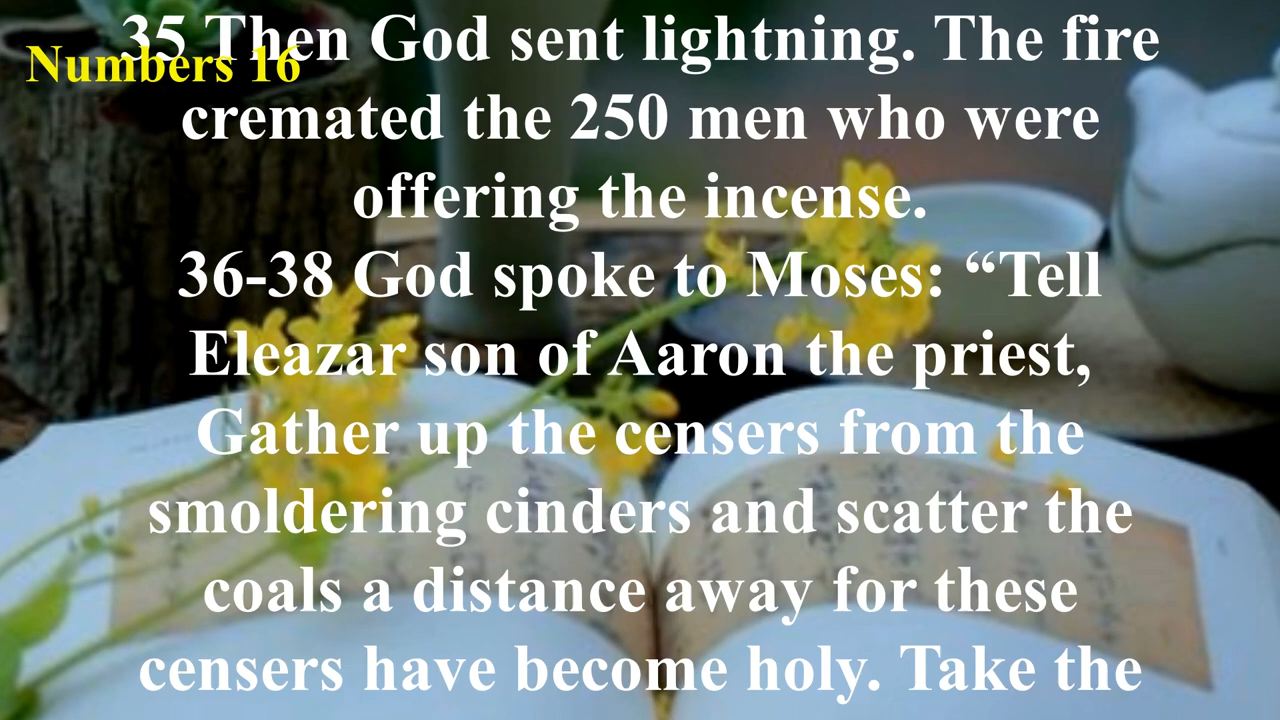 Numbers 16
35 Then God sent lightning. The fire
cremated the 250 men who were
offering the incense.
36-38 God spoke to Moses: “Tell
Eleazar son of Aaron the priest,
Gather up the censers from the
smoldering cinders and scatter the
coals a distance away for these
censers have become holy. Take the